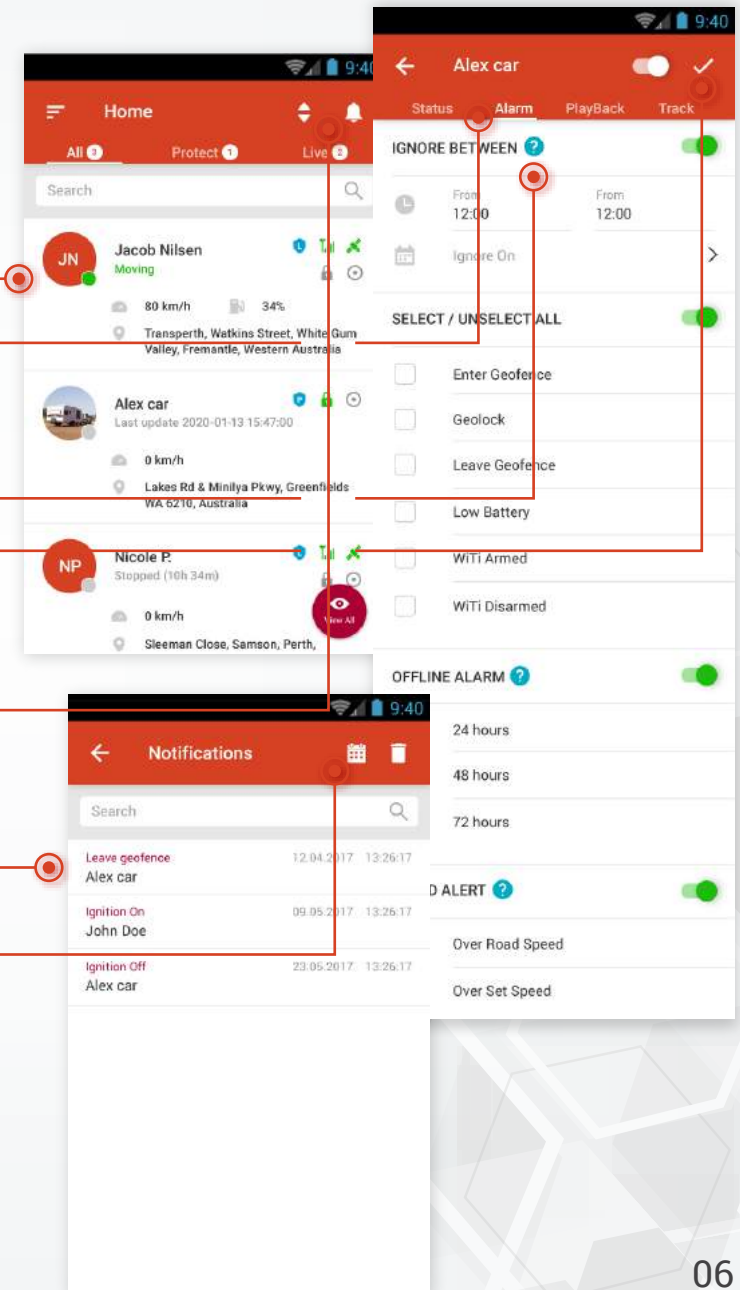 9:40
Home
All 3 Protect 1 Live 2
Search
JN
Jacob Nilsen
Moving
80 km/h 34%
Transperth, Watkins Street, White Gum
Valley, Fremantle, Western Australia
Alex car
Last update 2020-01-13 15:47:00
0 km/h
Lakes Rd & Minilya Pkwy, Greenfields
WA 6210, Australia
NP
Nicole P.
Stopped (10h 34m)
0 km/h
View All
Sleeman Close, Samson, Perth,
9:40
Alex car
Status Alarm PlayBack Track
IGNORE BETWEEN ?
From From
12:00 12:00
Ignore On
SELECT / UNSELECT ALL
Enter Geofence
Geolock
Leave Geofence
Low Battery
WiTi Armed
WiTi Disarmed
OFFLINE ALARM ?
24 hours
48 hours
72 hours
D ALERT ?
Over Road Speed
Over Set Speed
9:40
Notifications
Search
Leave geofence 12.04.2017 13:26:17
Alex car
Ignition On 09.05.2017 13:26:17
John Doe
Ignition Off 23.05.2017 13:26:17
Alex car
06